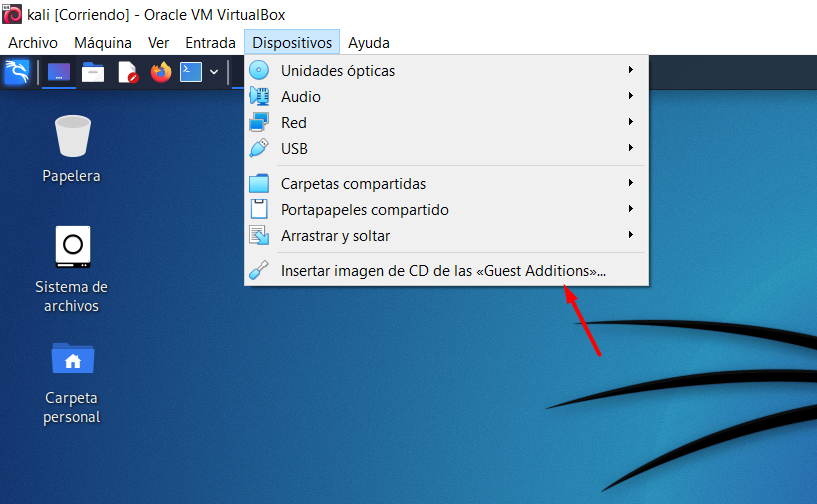 kali [Corriendo] - Oracle VM VirtualBox
Archivo Máquina Ver Entrada Dispositivos Ayuda
Unidades ópticas
Audio
Red
USB
Carpetas compartidas
Portapapeles compartido
Arrastrar y soltar
Insertar imagen de CD de las «Guest Additions»...
Papelera
Sistema de
archivos
Carpeta
personal